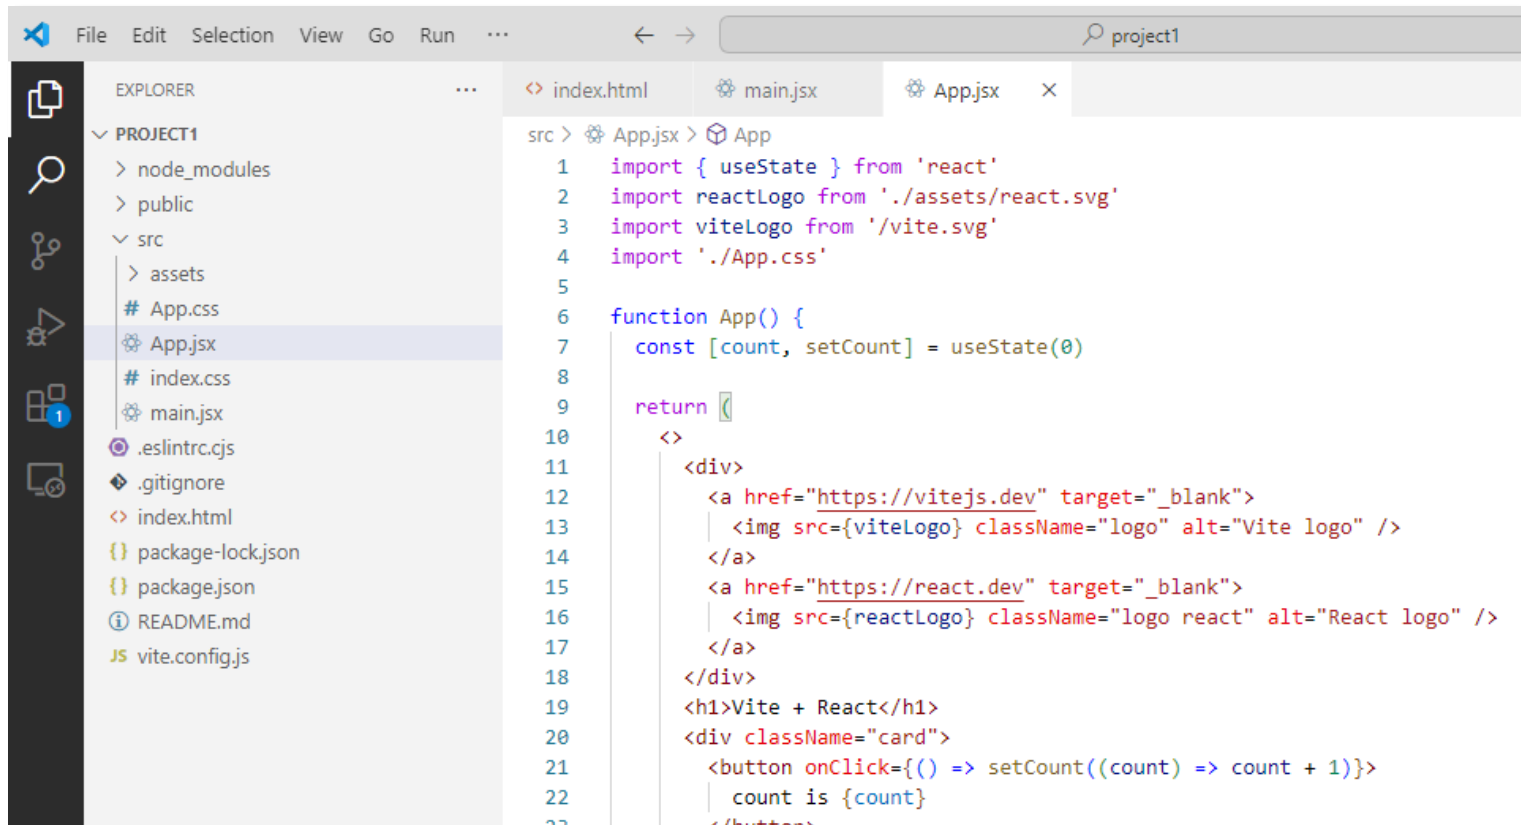 File Edit Selection View Go Run ··· ← → project1
EXPLORER ···
PROJECT1
node_modules
public
src
assets
# App.css
App.jsx
# index.css
main.jsx
.eslintrc.cjs
.gitignore
<> index.html
{} package-lock.json
{} package.json
README.md
JS vite.config.js
1
<> index.html main.jsx App.jsx ×
src > App.jsx > App
1 import { useState } from 'react'
2 import reactLogo from './assets/react.svg'
3 import viteLogo from '/vite.svg'
4 import './App.css'
5
6 function App() {
7 const [count, setCount] = useState(0)
8
9 return (
10 <>
11 <div>
12 <a href="https://vitejs.dev" target="_blank">
13 <img src={viteLogo} className="logo" alt="Vite logo" />
14 </a>
15 <a href="https://react.dev" target="_blank">
16 <img src={reactLogo} className="logo react" alt="React logo" />
17 </a>
18 </div>
19 <h1>Vite + React</h1>
20 <div className="card">
21 <button onClick={() => setCount((count) => count + 1)}>
22 count is {count}
23 </button>